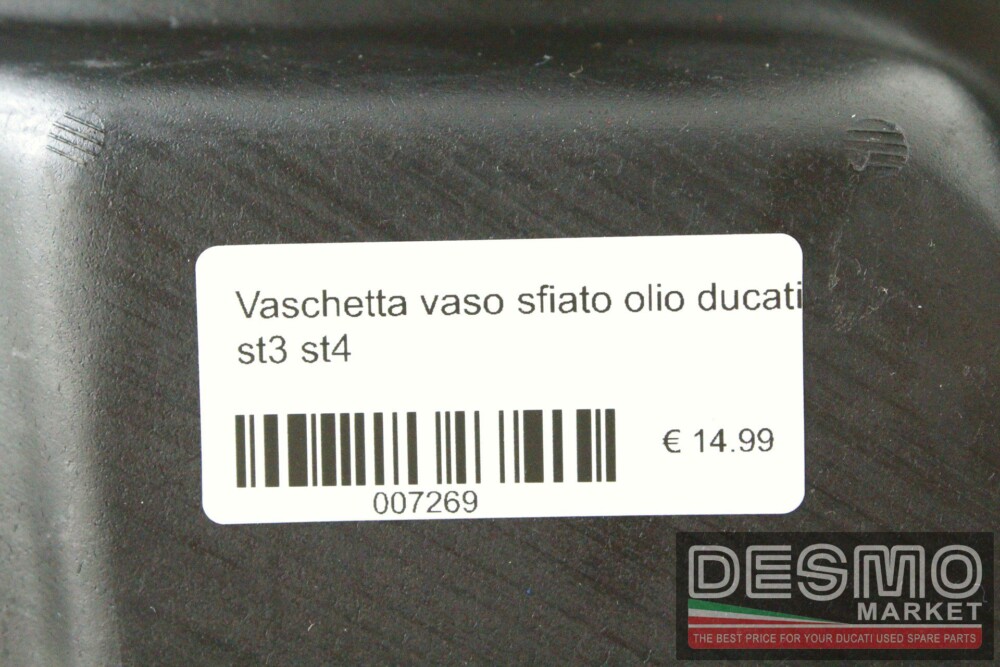 Vaschetta vaso sfiato olio ducati
st3 st4
€ 14.99
007269
DESMO
MARKET
THE BEST PRICE FOR YOUR DUCATI USED SPARE PARTS